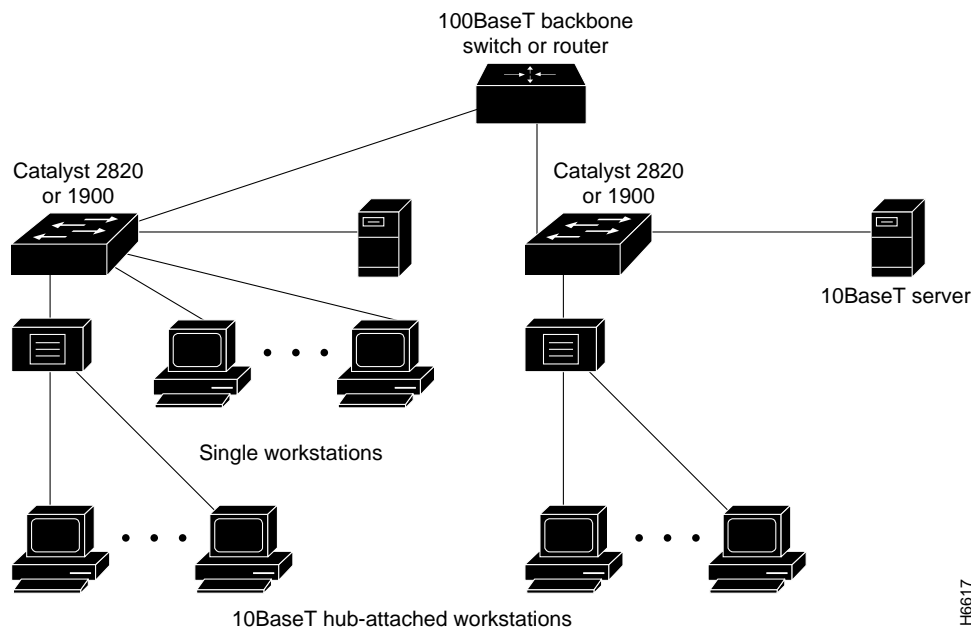 100BaseT backbone
switch or router
Catalyst 2820
or 1900
Catalyst 2820
or 1900
10BaseT server
Single workstations
10BaseT hub-attached workstations
H6617